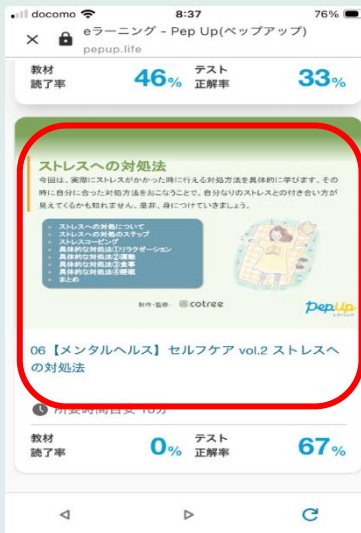 docomo 8:37 76%
eラーニング - Pep Up(ペップアップ)
pepup.life
教材 読了率 46% テスト 正解率 33%
ストレスへの対処法
今回は、実際にストレスがかかった時に行える対処方法を具体的に学びます。その
時に自分に合った対処方法をおこなうことで、自分なりのストレスとの付き合い方が
見えてくるかも知れません。是非、身につけていきましょう。
ストレスへの対処について
ストレスへの対処のステップ
ストレスコーピング
具体的な対処法①リラクゼーション
具体的な対処法②運動
具体的な対処法③食事
具体的な対処法④睡眠
まとめ
制作・監修: cotree
PepUp
06【メンタルヘルス】セルフケア vol.2 ストレスへ
の対処法
所要時間目安 10分
教材 読了率 0% テスト 正解率 67%